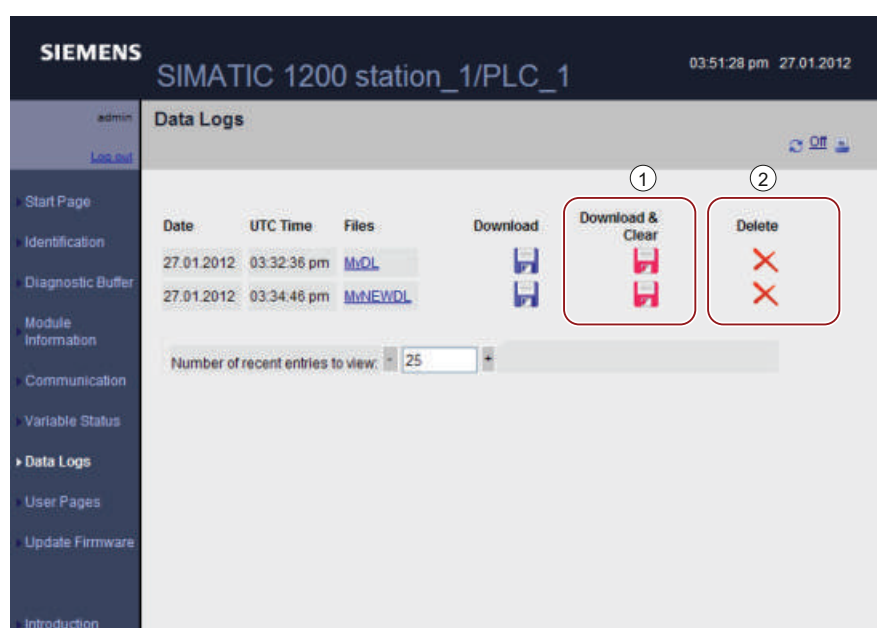 SIEMENS
SIMATIC 1200 station_1/PLC_1
03:51:28 pm 27.01.2012
admin
Log out
Data Logs
Off
Start Page
Identification
Diagnostic Buffer
Module
Information
Communication
Variable Status
Data Logs
User Pages
Update Firmware
Introduction
1
2
Date UTC Time Files Download Download & Clear Delete
27.01.2012 03:32:36 pm MyDL
27.01.2012 03:34:46 pm MyNEWDL
Number of recent entries to view: - 25 +